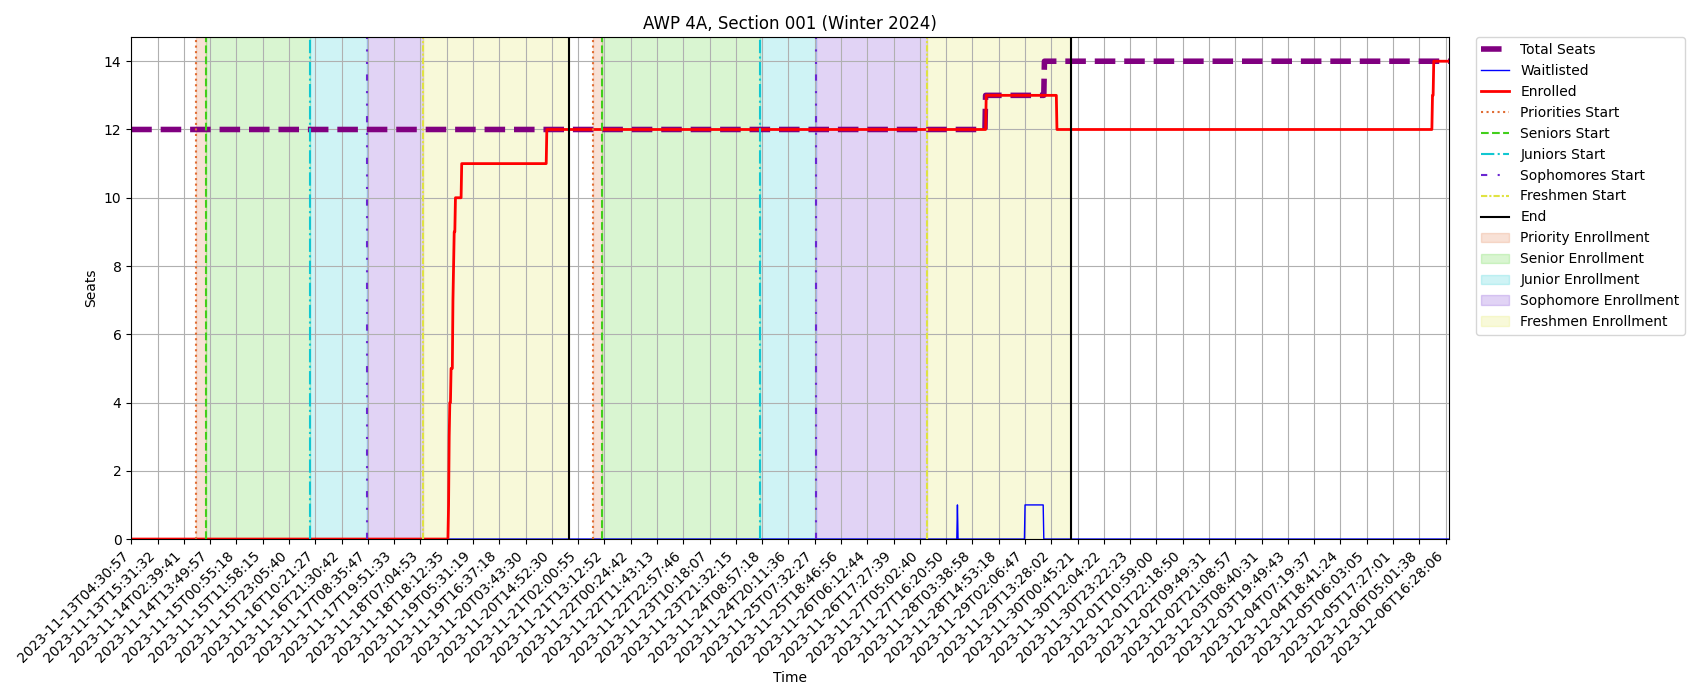 AWP 4A, Section 001 (Winter 2024)
Seats
14
12
10
8
6
4
2
0
2023-11-13T04:30:57
2023-11-13T15:31:32
2023-11-14T02:39:41
2023-11-14T13:49:57
2023-11-15T00:55:18
2023-11-15T11:58:15
2023-11-15T23:05:40
2023-11-16T10:21:27
2023-11-16T21:30:42
2023-11-17T08:35:47
2023-11-17T19:51:33
2023-11-18T07:04:53
2023-11-18T18:12:35
2023-11-19T05:31:19
2023-11-19T16:37:18
2023-11-20T03:43:30
2023-11-20T14:52:30
2023-11-21T02:00:55
2023-11-21T13:12:52
2023-11-22T00:24:42
2023-11-22T11:43:13
2023-11-22T22:57:46
2023-11-23T10:18:07
2023-11-23T21:32:15
2023-11-24T08:57:18
2023-11-24T20:11:36
2023-11-25T07:32:27
2023-11-25T18:46:56
2023-11-26T06:12:44
2023-11-26T17:27:39
2023-11-27T05:02:40
2023-11-27T16:20:50
2023-11-28T03:38:58
2023-11-28T14:53:18
2023-11-29T02:06:47
2023-11-29T13:28:02
2023-11-30T00:45:21
2023-11-30T12:04:22
2023-11-30T23:22:23
2023-12-01T10:59:00
2023-12-01T22:18:50
2023-12-02T09:49:31
2023-12-02T21:08:57
2023-12-03T08:40:31
2023-12-03T19:49:43
2023-12-04T07:19:37
2023-12-04T18:41:24
2023-12-05T06:03:05
2023-12-05T17:27:01
2023-12-06T05:01:38
2023-12-06T16:28:06
Time
Total Seats
Waitlisted
Enrolled
Priorities Start
Seniors Start
Juniors Start
Sophomores Start
Freshmen Start
End
Priority Enrollment
Senior Enrollment
Junior Enrollment
Sophomore Enrollment
Freshmen Enrollment